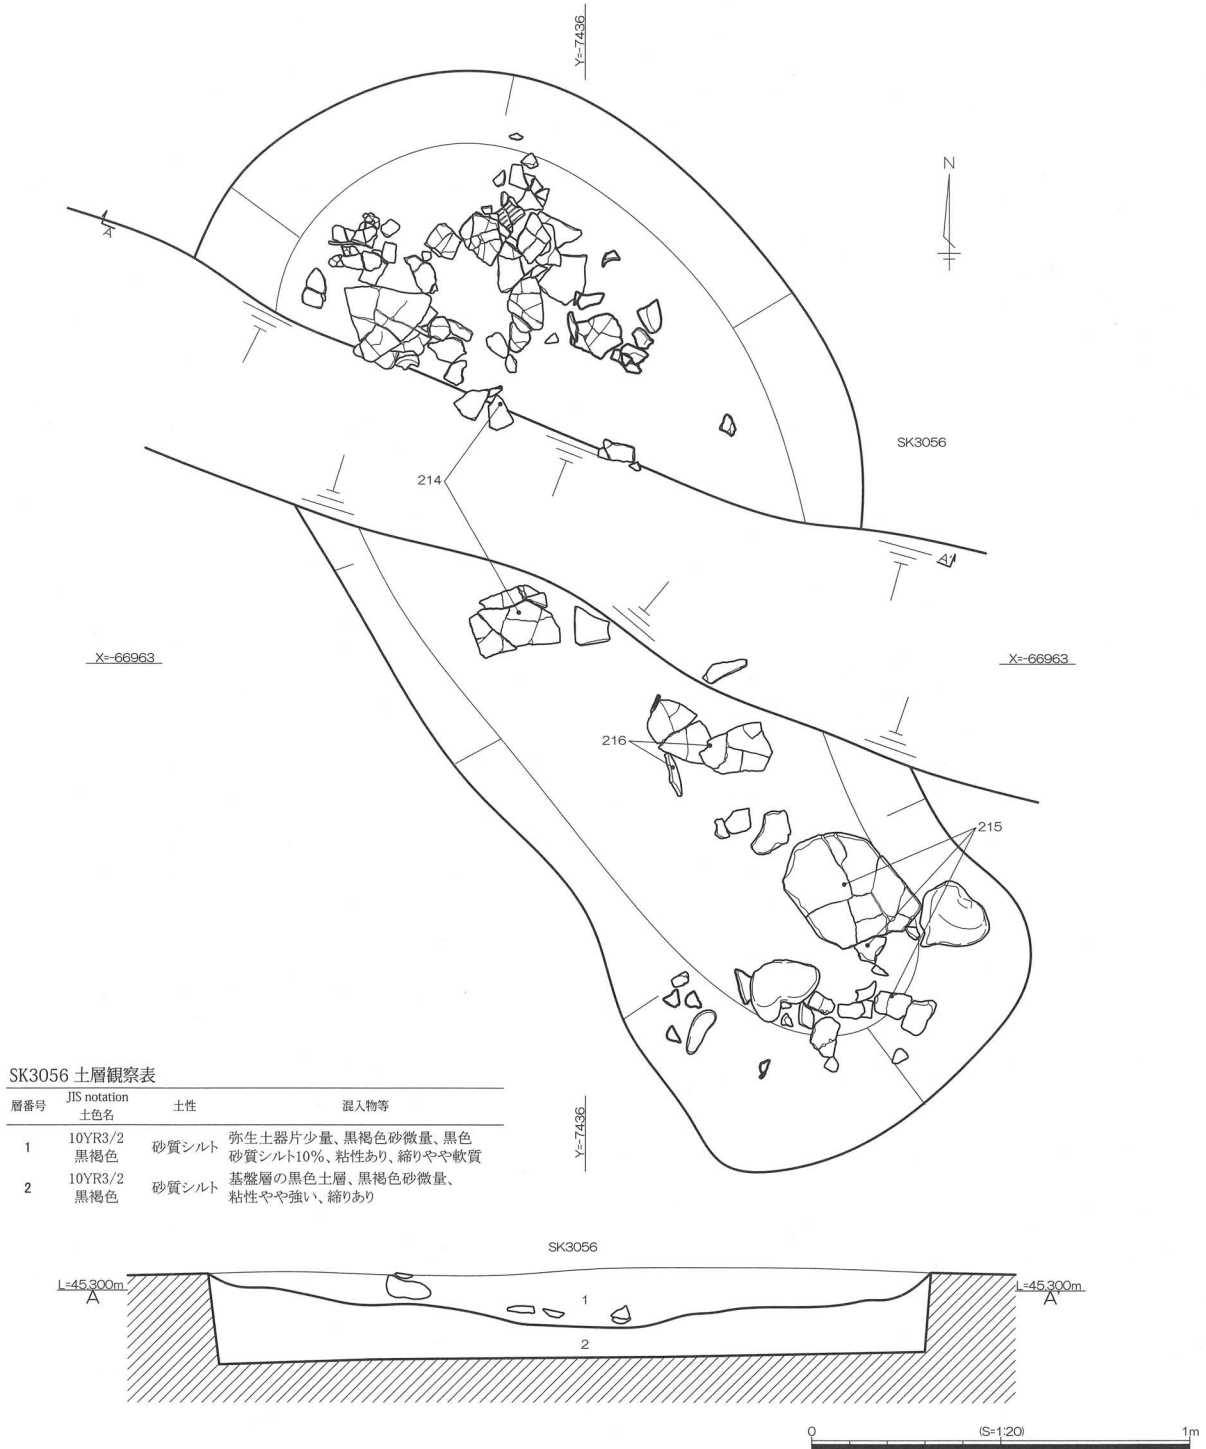 Y=-7436
N
A
SK3056
214
A'
X=-66963
X=-66963
216
215
SK3056 土層観察表
層番号 JIS notation 土色名 土性 混入物等
1 10YR3/2 黒褐色 砂質シルト 弥生土器片少量、黒褐色砂微量、黒色
砂質シルト10%、粘性あり、締りやや軟質
2 10YR3/2 黒褐色 砂質シルト 基盤層の黒色土層、黒褐色砂微量、
粘性やや強い、締りあり
Y=-7436
SK3056
L=45.300m
A
L=45.300m
A'
1
2
0 (S=1:20) 1m